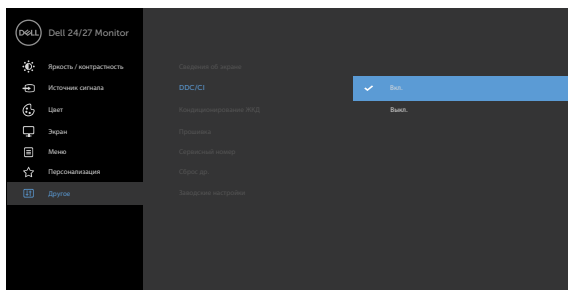 DELL Dell 24/27 Monitor
Яркость / контрастность
Сведения об экране
Источник сигнала
DDC/CI
Вкл.
Цвет
Кондиционирование ЖКД
Выкл.
Экран
Прошивка
Меню
Сервисный номер
Персонализация
Сброс др.
Другое
Заводские настройки